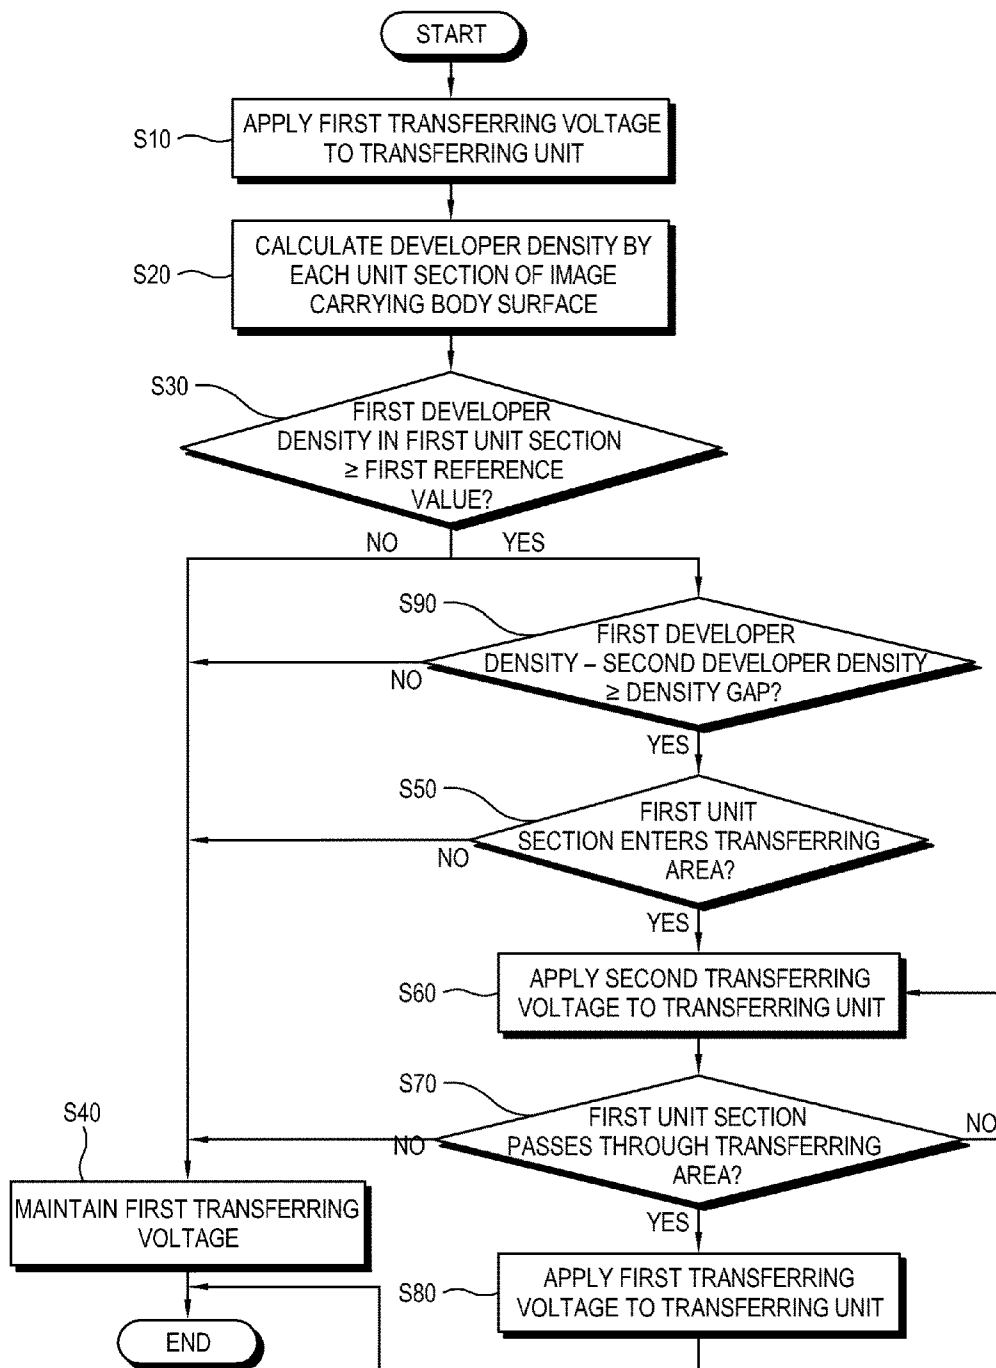 START
S10
APPLY FIRST TRANSFERRING VOLTAGE
TO TRANSFERRING UNIT
S20
CALCULATE DEVELOPER DENSITY BY
EACH UNIT SECTION OF IMAGE
CARRYING BODY SURFACE
S30
FIRST DEVELOPER
DENSITY IN FIRST UNIT SECTION
≥ FIRST REFERENCE
VALUE?
NO
YES
S90
FIRST DEVELOPER
DENSITY – SECOND DEVELOPER DENSITY
≥ DENSITY GAP?
NO
YES
S50
FIRST UNIT
SECTION ENTERS TRANSFERRING
AREA?
NO
YES
S60
APPLY SECOND TRANSFERRING
VOLTAGE TO TRANSFERRING UNIT
S70
FIRST UNIT SECTION
PASSES THROUGH TRANSFERRING
AREA?
NO
NO
YES
S40
MAINTAIN FIRST TRANSFERRING
VOLTAGE
S80
APPLY FIRST TRANSFERRING
VOLTAGE TO TRANSFERRING UNIT
END